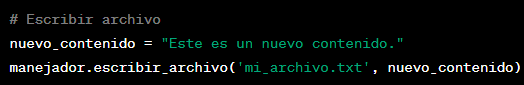 # Escribir archivo
nuevo_contenido = "Este es un nuevo contenido."
manejador.escribir_archivo('mi_archivo.txt', nuevo_contenido)